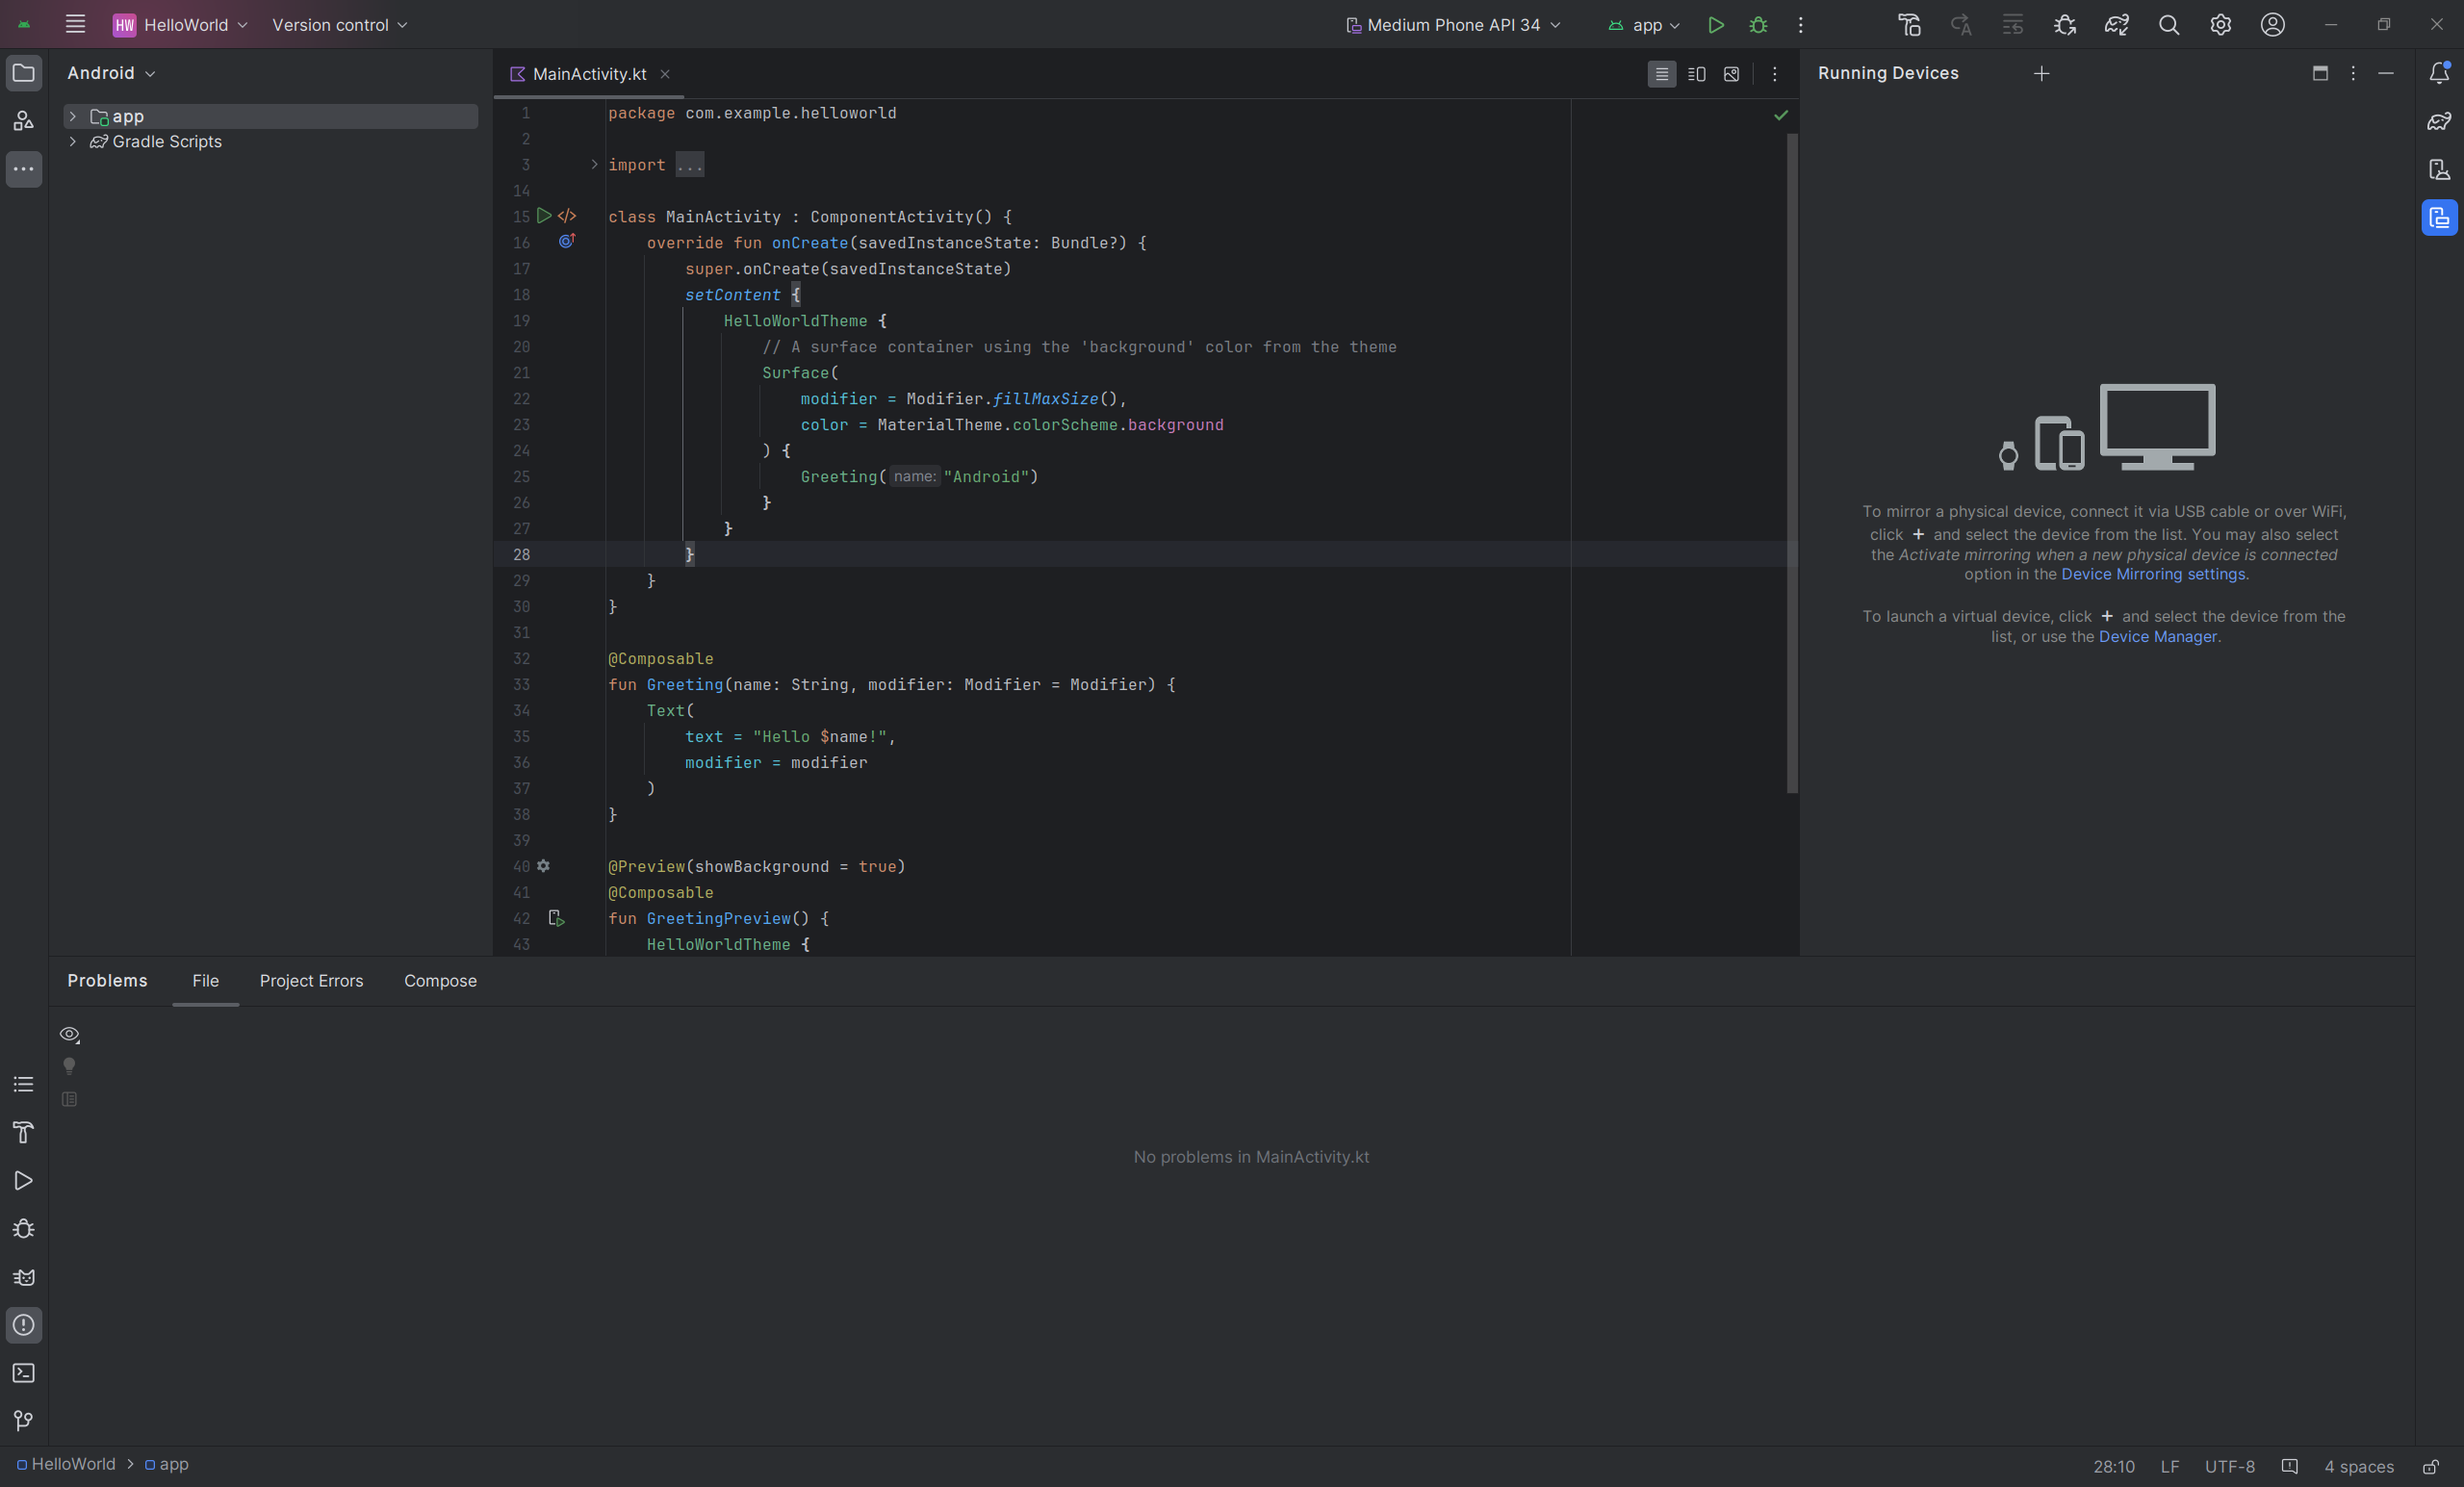 HW HelloWorld Version control Medium Phone API 34 app
Android
app
Gradle Scripts
MainActivity.kt
1 package com.example.helloworld
2
3 import ...
14
15 class MainActivity : ComponentActivity() {
16 override fun onCreate(savedInstanceState: Bundle?) {
17 super.onCreate(savedInstanceState)
18 setContent {
19 HelloWorldTheme {
20 // A surface container using the 'background' color from the theme
21 Surface(
22 modifier = Modifier.fillMaxSize(),
23 color = MaterialTheme.colorScheme.background
24 ) {
25 Greeting( name: "Android")
26 }
27 }
28 }
29 }
30 }
31
32 @Composable
33 fun Greeting(name: String, modifier: Modifier = Modifier) {
34 Text(
35 text = "Hello $name!",
36 modifier = modifier
37 )
38 }
39
40 @Preview(showBackground = true)
41 @Composable
42 fun GreetingPreview() {
43 HelloWorldTheme {
Running Devices
To mirror a physical device, connect it via USB cable or over WiFi,
click + and select the device from the list. You may also select
the Activate mirroring when a new physical device is connected
option in the Device Mirroring settings.
To launch a virtual device, click + and select the device from the
list, or use the Device Manager.
Problems File Project Errors Compose
No problems in MainActivity.kt
HelloWorld > app
28:10 LF UTF-8 4 spaces